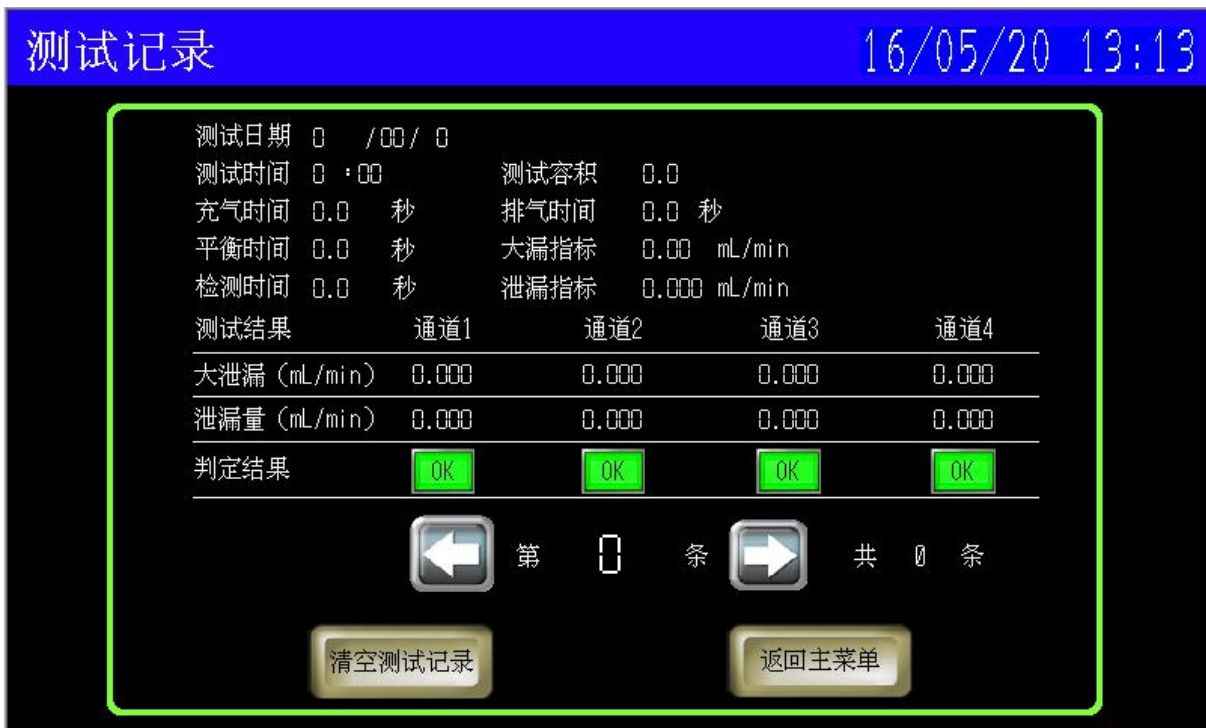 测试记录 16/05/20 13:13
测试日期 0 /00/ 0
测试时间 0 :00 测试容积 0.0
充气时间 0.0 秒 排气时间 0.0 秒
平衡时间 0.0 秒 大漏指标 0.00 mL/min
检测时间 0.0 秒 泄漏指标 0.000 mL/min
测试结果 通道1 通道2 通道3 通道4
大泄漏（mL/min） 0.000 0.000 0.000 0.000
泄漏量（mL/min） 0.000 0.000 0.000 0.000
判定结果 OK OK OK OK
第 0 条 共 0 条
清空测试记录 返回主菜单